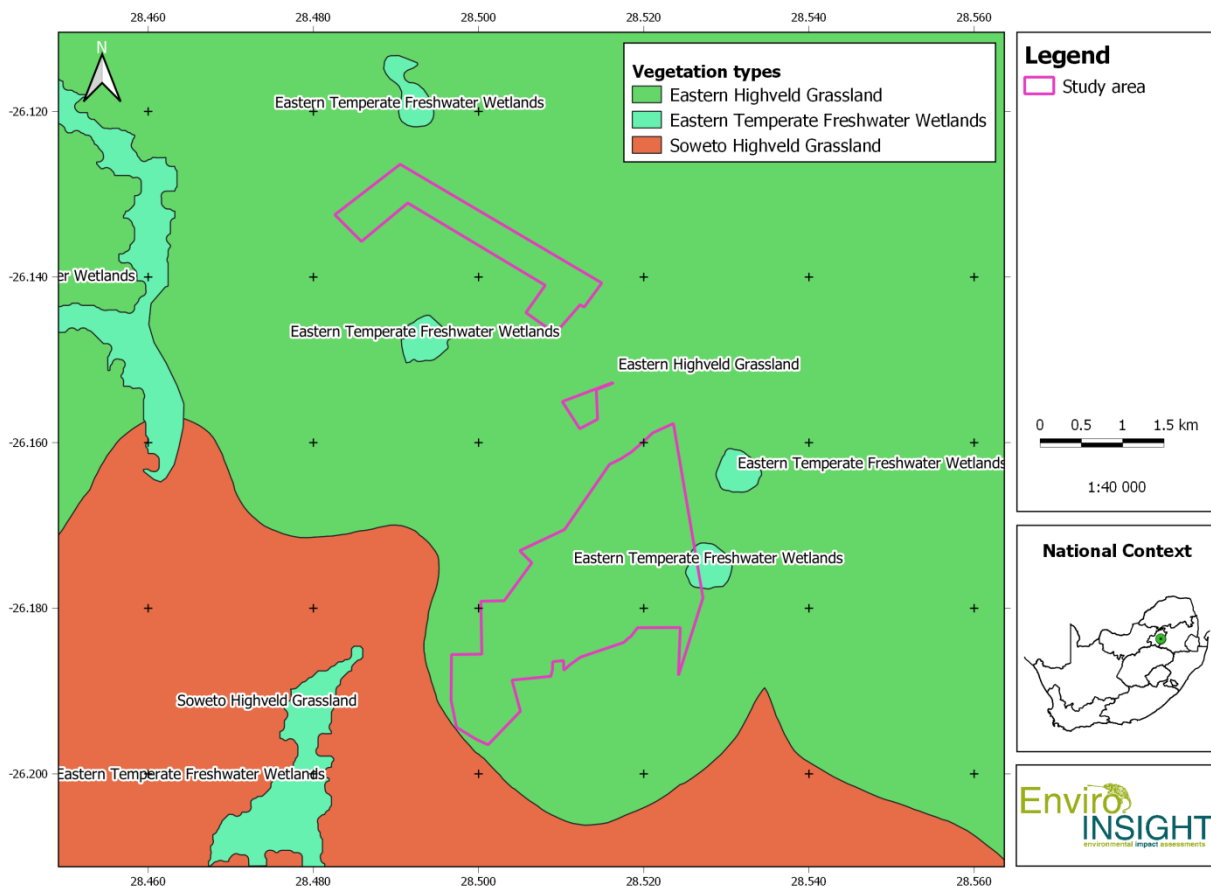 28.460 28.480 28.500 28.520 28.540 28.560
N
Vegetation types
Eastern Highveld Grassland
Eastern Temperate Freshwater Wetlands
Soweto Highveld Grassland
Legend
Study area
-26.120
Eastern Temperate Freshwater Wetlands
-26.140
er Wetlands
Eastern Temperate Freshwater Wetlands
Eastern Highveld Grassland
-26.160
Eastern Temperate Freshwater Wetlands
Eastern Temperate Freshwater Wetlands
-26.180
Soweto Highveld Grassland
-26.200
Eastern Temperate Freshwater Wetlands
28.460 28.480 28.500 28.520 28.540 28.560
0 0.5 1 1.5 km
1:40 000
National Context
Enviro
INSIGHT
environmental impact assessments